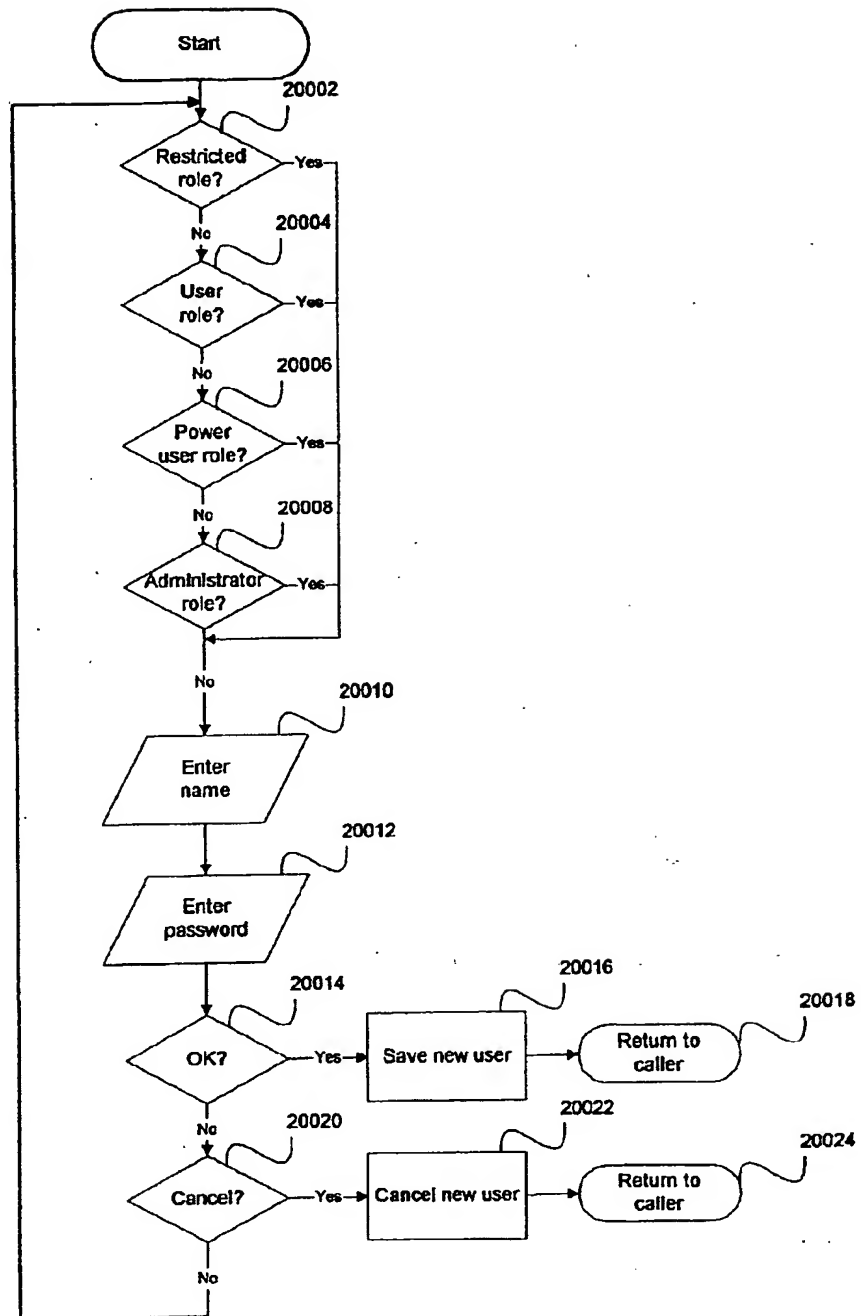 Start
20002
Restricted
role?
Yes
No
20004
User
role?
Yes
No
20006
Power
user role?
Yes
No
20008
Administrator
role?
Yes
No
20010
Enter
name
20012
Enter
password
20014
OK?
Yes
20016
Save new user
20018
Return to
caller
No
20020
Cancel?
Yes
20022
Cancel new user
20024
Return to
caller
No